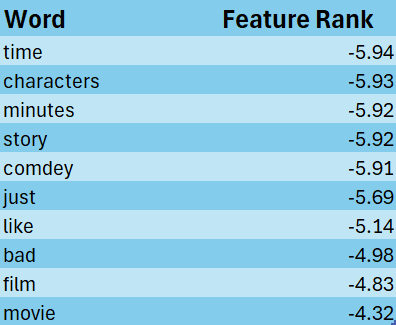 Word Feature Rank
time -5.94
characters -5.93
minutes -5.92
story -5.92
comdey -5.91
just -5.69
like -5.14
bad -4.98
film -4.83
movie -4.32